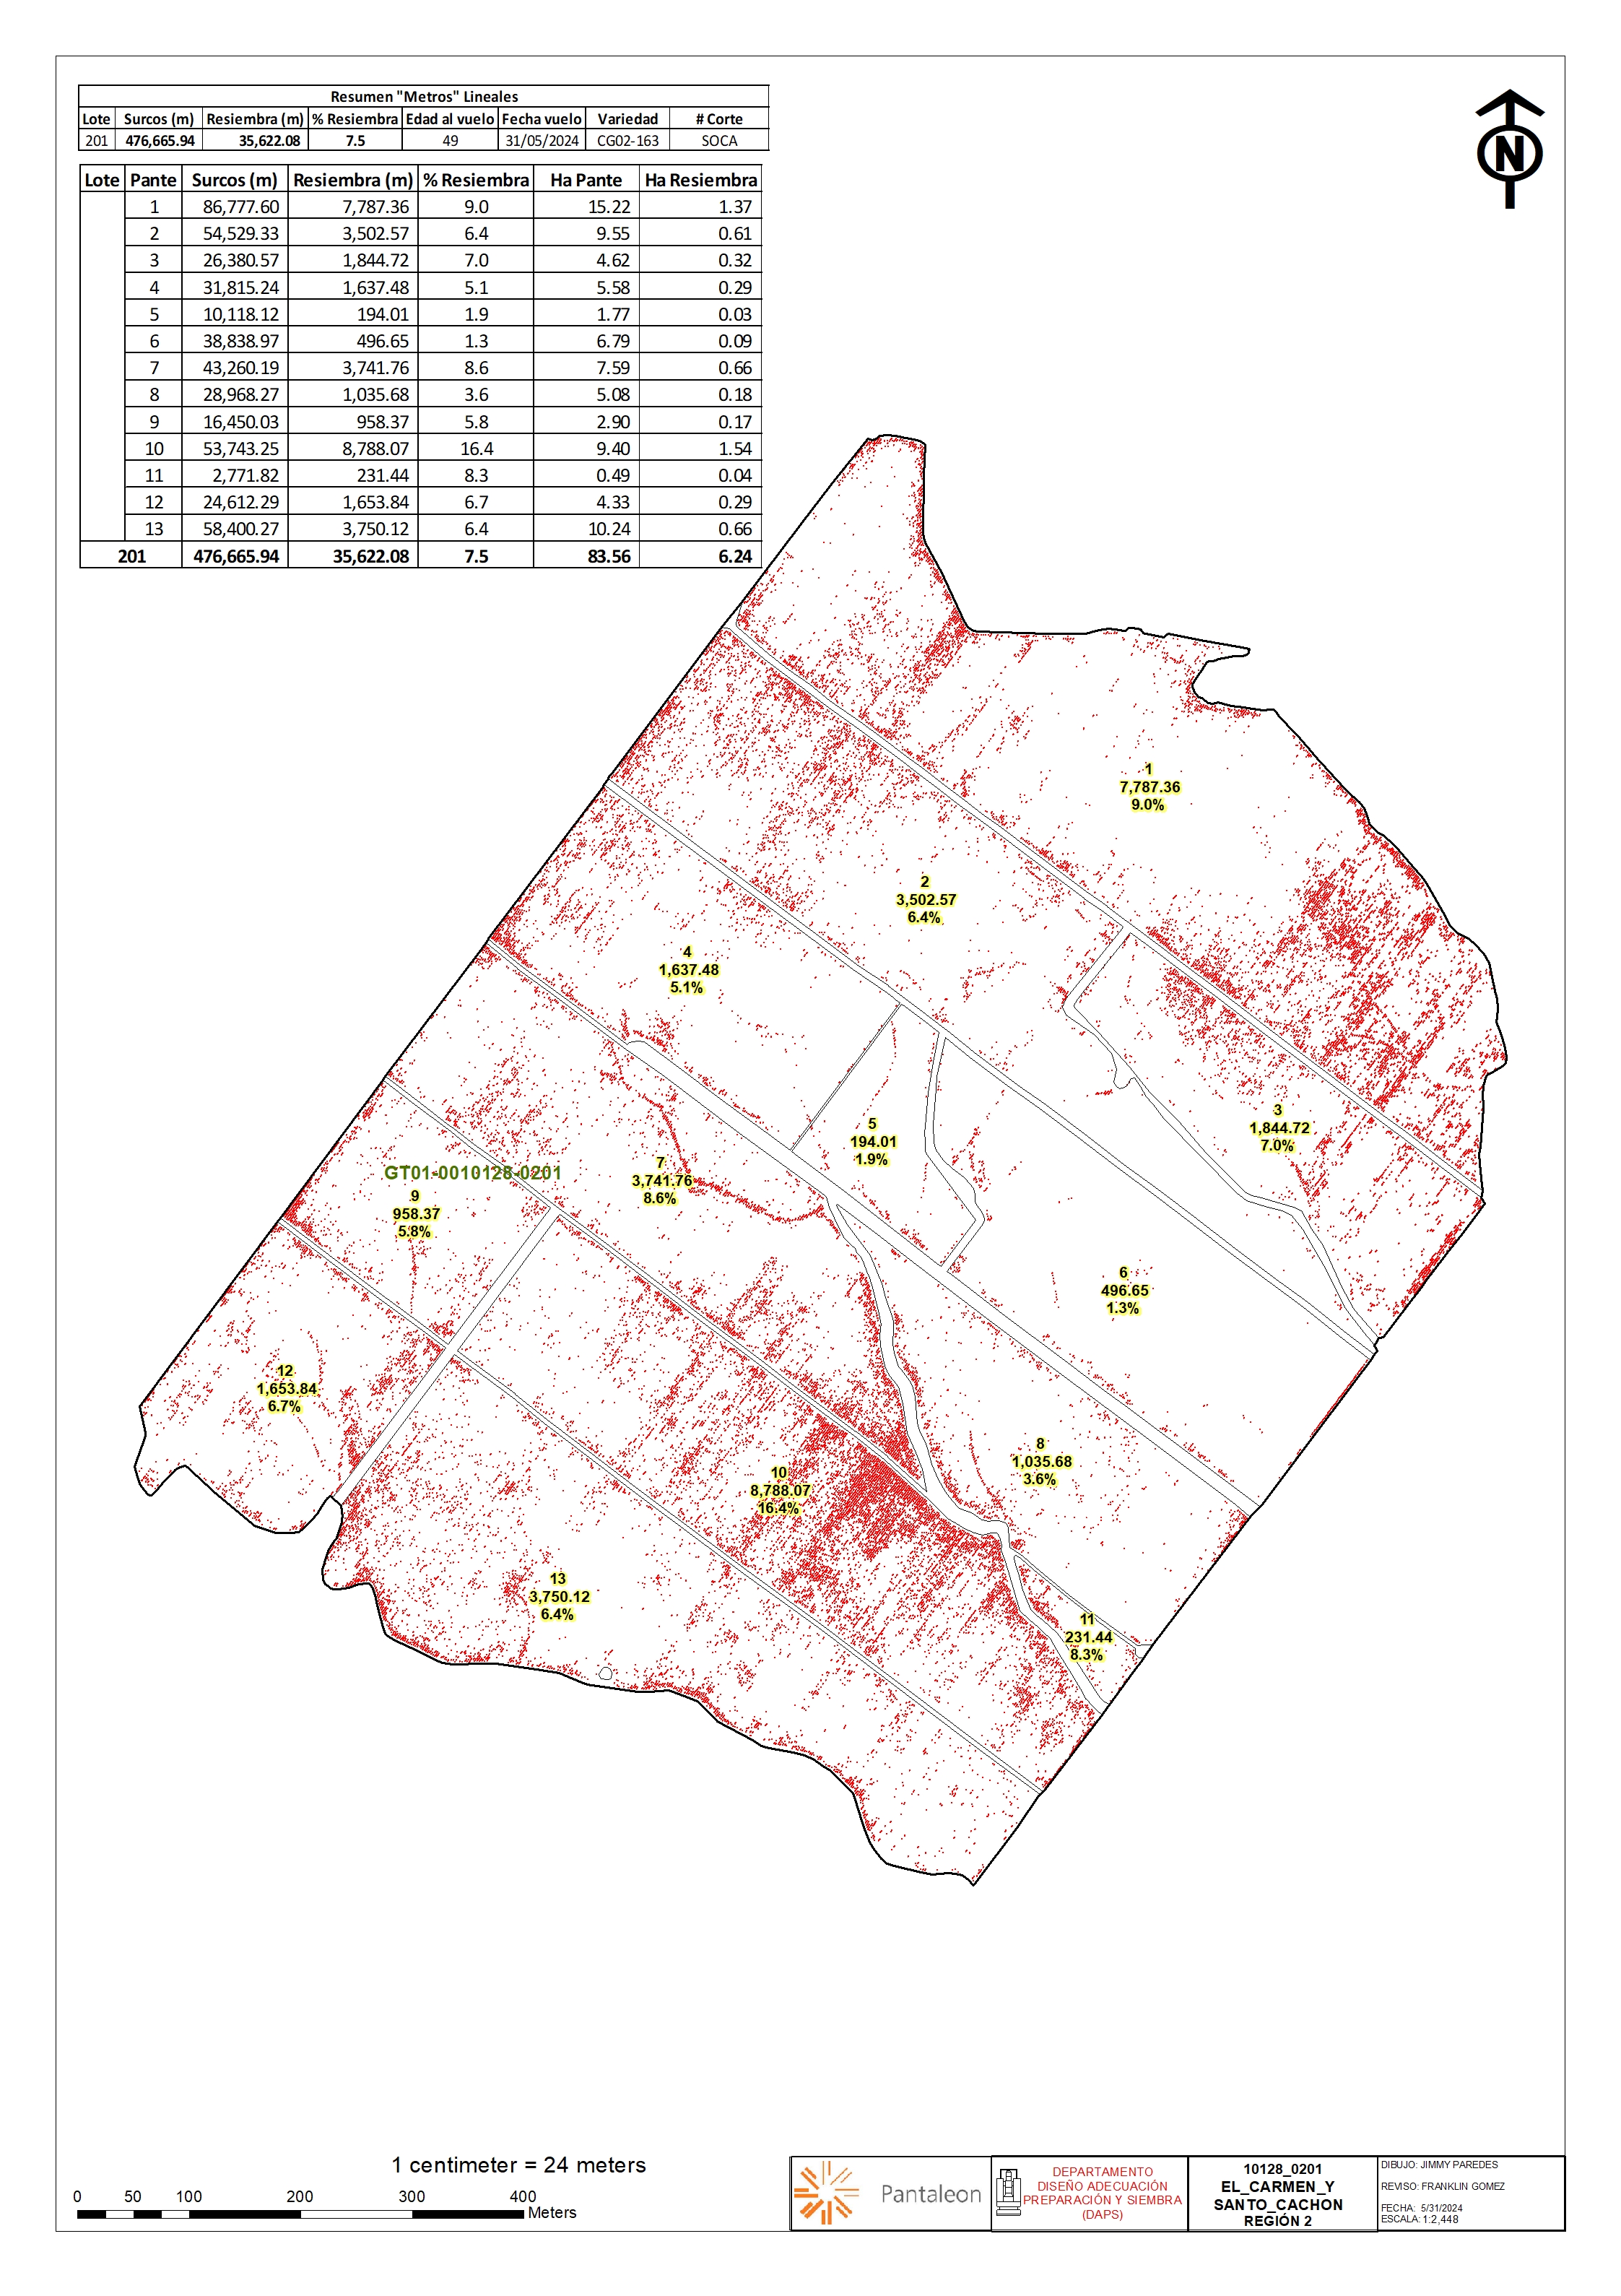 Resumen "Metros" Lineales
Lote Surcos (m) Resiembra (m) % Resiembra Edad al vuelo Fecha vuelo Variedad # Corte
201 476,665.94 35,622.08 7.5 49 31/05/2024 CG02-163 SOCA
Lote Pante Surcos (m) Resiembra (m) % Resiembra Ha Pante Ha Resiembra
1 86,777.60 7,787.36 9.0 15.22 1.37
2 54,529.33 3,502.57 6.4 9.55 0.61
3 26,380.57 1,844.72 7.0 4.62 0.32
4 31,815.24 1,637.48 5.1 5.58 0.29
5 10,118.12 194.01 1.9 1.77 0.03
6 38,838.97 496.65 1.3 6.79 0.09
7 43,260.19 3,741.76 8.6 7.59 0.66
8 28,968.27 1,035.68 3.6 5.08 0.18
9 16,450.03 958.37 5.8 2.90 0.17
10 53,743.25 8,788.07 16.4 9.40 1.54
11 2,771.82 231.44 8.3 0.49 0.04
12 24,612.29 1,653.84 6.7 4.33 0.29
13 58,400.27 3,750.12 6.4 10.24 0.66
201 476,665.94 35,622.08 7.5 83.56 6.24
N
1
7,787.36
9.0%
2
3,502.57
6.4%
4
1,637.48
5.1%
3
1,844.72
7.0%
5
194.01
1.9%
7
3,741.76
8.6%
GT01-0010128-0201
9
958.37
5.8%
6
496.65
1.3%
12
1,653.84
6.7%
8
1,035.68
3.6%
10
8,788.07
16.4%
13
3,750.12
6.4%
11
231.44
8.3%
1 centimeter = 24 meters
0 50 100 200 300 400
Meters
Pantaleon
DEPARTAMENTO
DISEÑO ADECUACIÓN
PREPARACIÓN Y SIEMBRA
(DAPS)
10128_0201
EL_CARMEN_Y
SANTO_CACHON
REGIÓN 2
DIBUJO: JIMMY PAREDES
REVISO: FRANKLIN GOMEZ
FECHA: 5/31/2024
ESCALA: 1:2,448